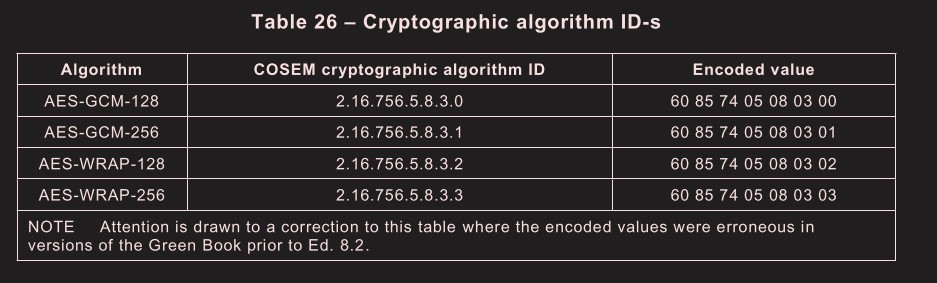 Table 26 – Cryptographic algorithm ID-s
Algorithm COSEM cryptographic algorithm ID Encoded value
AES-GCM-128 2.16.756.5.8.3.0 60 85 74 05 08 03 00
AES-GCM-256 2.16.756.5.8.3.1 60 85 74 05 08 03 01
AES-WRAP-128 2.16.756.5.8.3.2 60 85 74 05 08 03 02
AES-WRAP-256 2.16.756.5.8.3.3 60 85 74 05 08 03 03
NOTE Attention is drawn to a correction to this table where the encoded values were erroneous in
versions of the Green Book prior to Ed. 8.2.